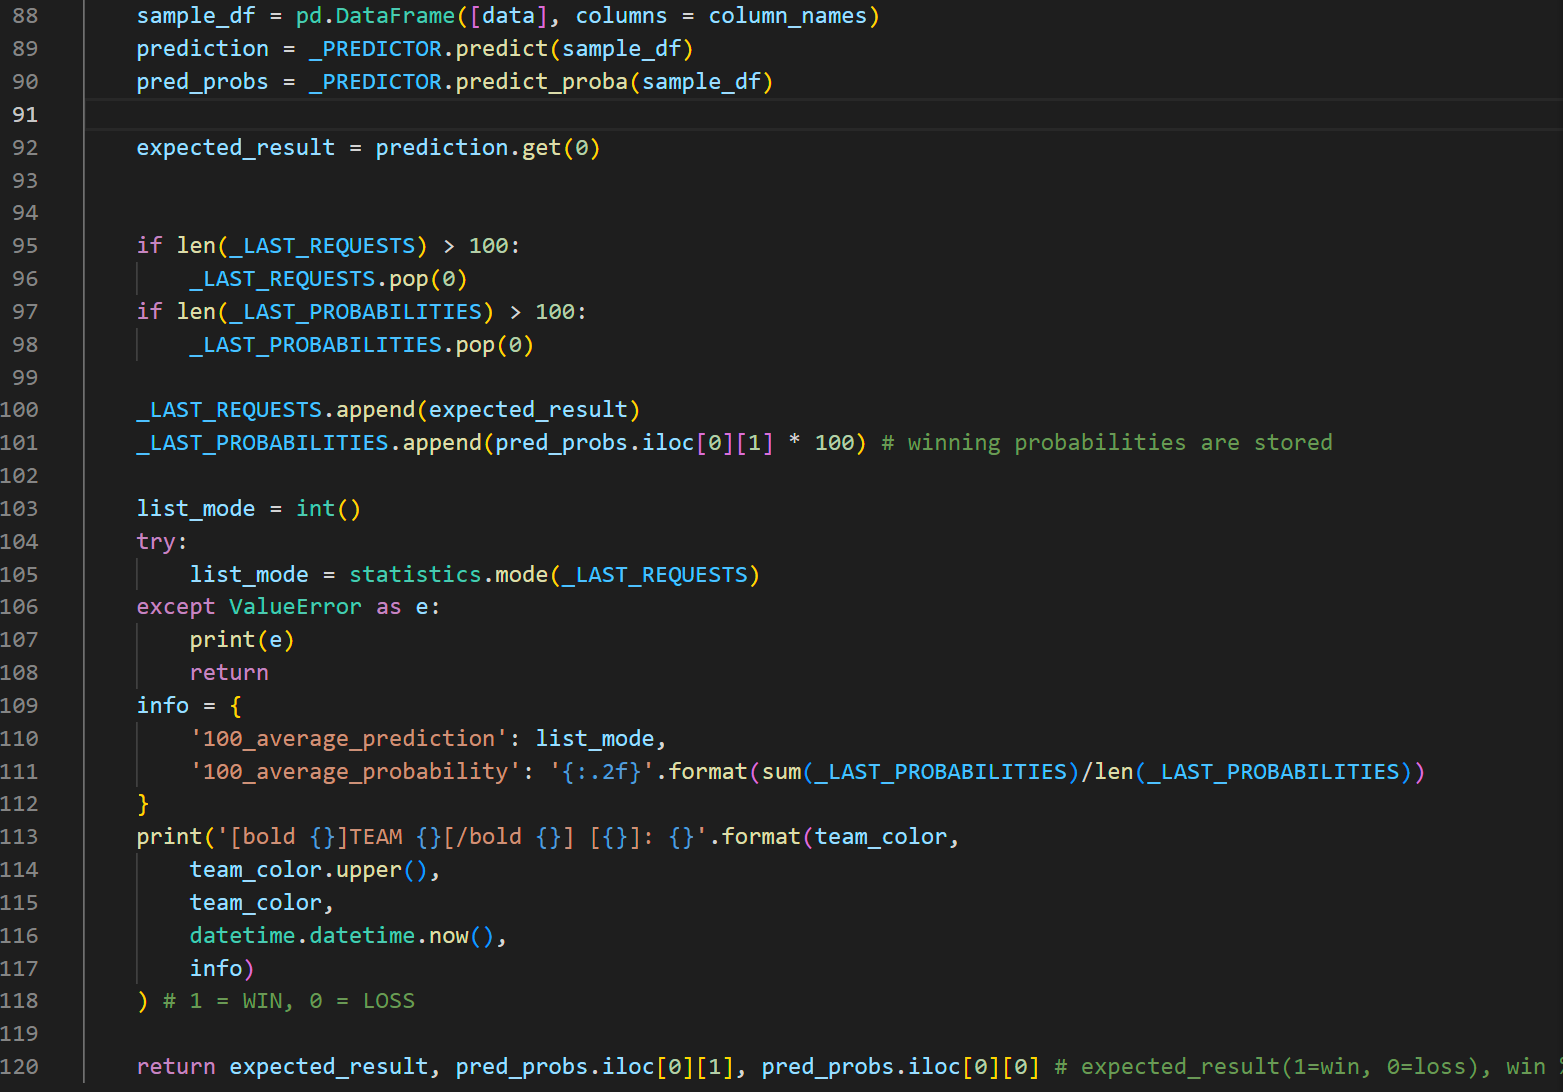 88 sample_df = pd.DataFrame([data], columns = column_names)
89 prediction = _PREDICTOR.predict(sample_df)
90 pred_probs = _PREDICTOR.predict_proba(sample_df)
91
92 expected_result = prediction.get(0)
93
94
95 if len(_LAST_REQUESTS) > 100:
96 _LAST_REQUESTS.pop(0)
97 if len(_LAST_PROBABILITIES) > 100:
98 _LAST_PROBABILITIES.pop(0)
99
100 _LAST_REQUESTS.append(expected_result)
101 _LAST_PROBABILITIES.append(pred_probs.iloc[0][1] * 100) # winning probabilities are stored
102
103 list_mode = int()
104 try:
105 list_mode = statistics.mode(_LAST_REQUESTS)
106 except ValueError as e:
107 print(e)
108 return
109 info = {
110 '100_average_prediction': list_mode,
111 '100_average_probability': '{:.2f}'.format(sum(_LAST_PROBABILITIES)/len(_LAST_PROBABILITIES))
112 }
113 print('[bold {}]TEAM {}[/bold {}] [{}]: {}'.format(team_color,
114 team_color.upper(),
115 team_color,
116 datetime.datetime.now(),
117 info)
118 ) # 1 = WIN, 0 = LOSS
119
120 return expected_result, pred_probs.iloc[0][1], pred_probs.iloc[0][0] # expected_result(1=win, 0=loss), win